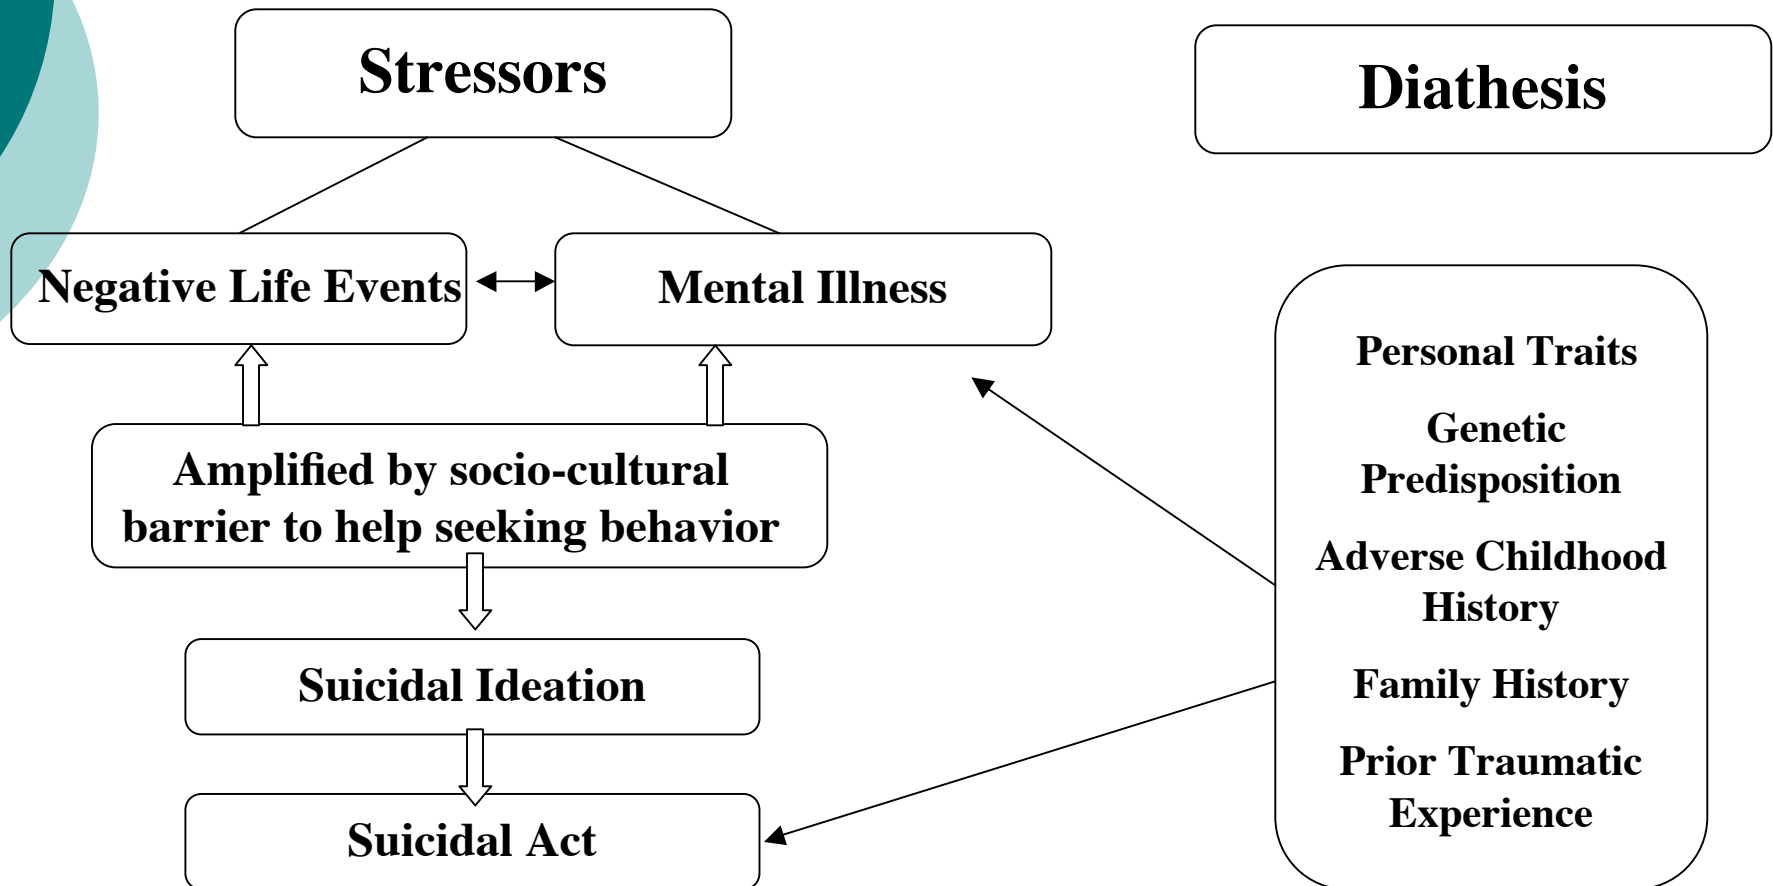 Stressors
Diathesis
Negative Life Events
Mental Illness
Amplified by socio-cultural
barrier to help seeking behavior
Suicidal Ideation
Suicidal Act
Personal Traits
Genetic
Predisposition
Adverse Childhood
History
Family History
Prior Traumatic
Experience